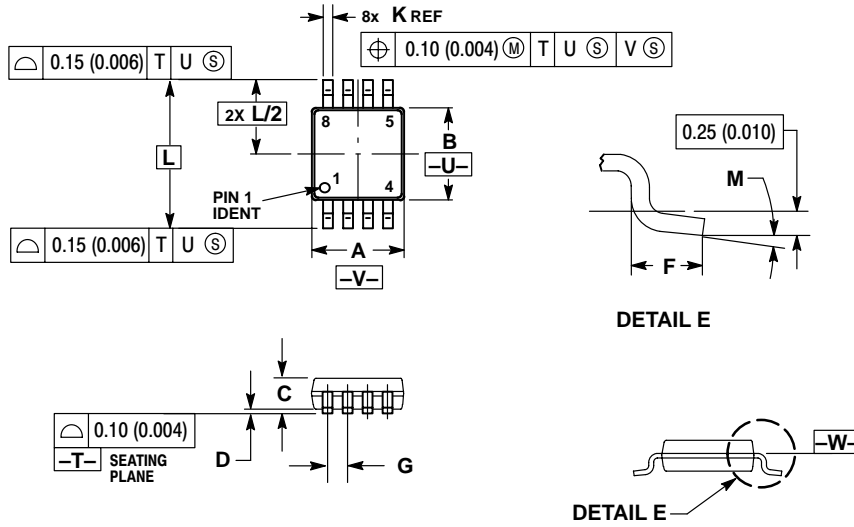 8x K REF
⌖ 0.10 (0.004) Ⓜ T U Ⓢ V Ⓢ
⌓ 0.15 (0.006) T U Ⓢ
2X L/2
8 5
L
B
–U–
1 4
PIN 1
IDENT
⌓ 0.15 (0.006) T U Ⓢ
A
–V–
0.25 (0.010)
M
F
DETAIL E
C
⌓ 0.10 (0.004)
–T– SEATING
PLANE
D
G
–W–
DETAIL E